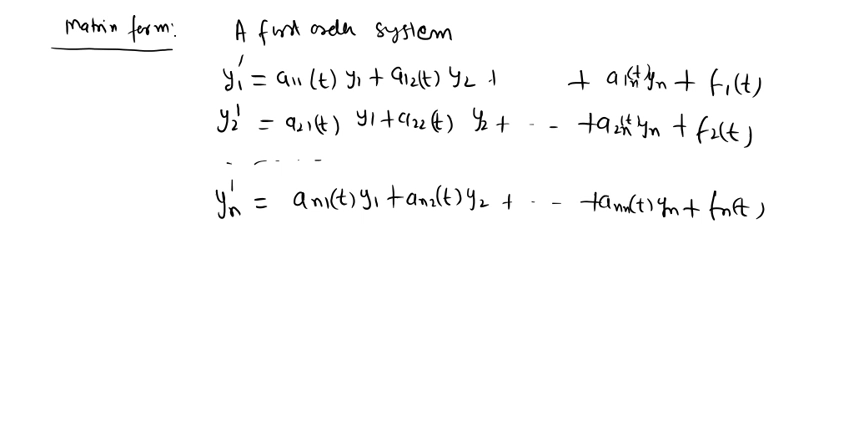 Matrix form: A first order system
y₁' = a₁₁(t) y₁ + a₁₂(t) y₂ + + a₁ₙ(t) yₙ + f₁(t)
y₂' = a₂₁(t) y₁ + a₂₂(t) y₂ + - - + a₂ₙ(t) yₙ + f₂(t)
- - - - - -
yₙ' = aₙ₁(t) y₁ + aₙ₂(t) y₂ + - - + aₙₙ(t) yₙ + fₙ(t)